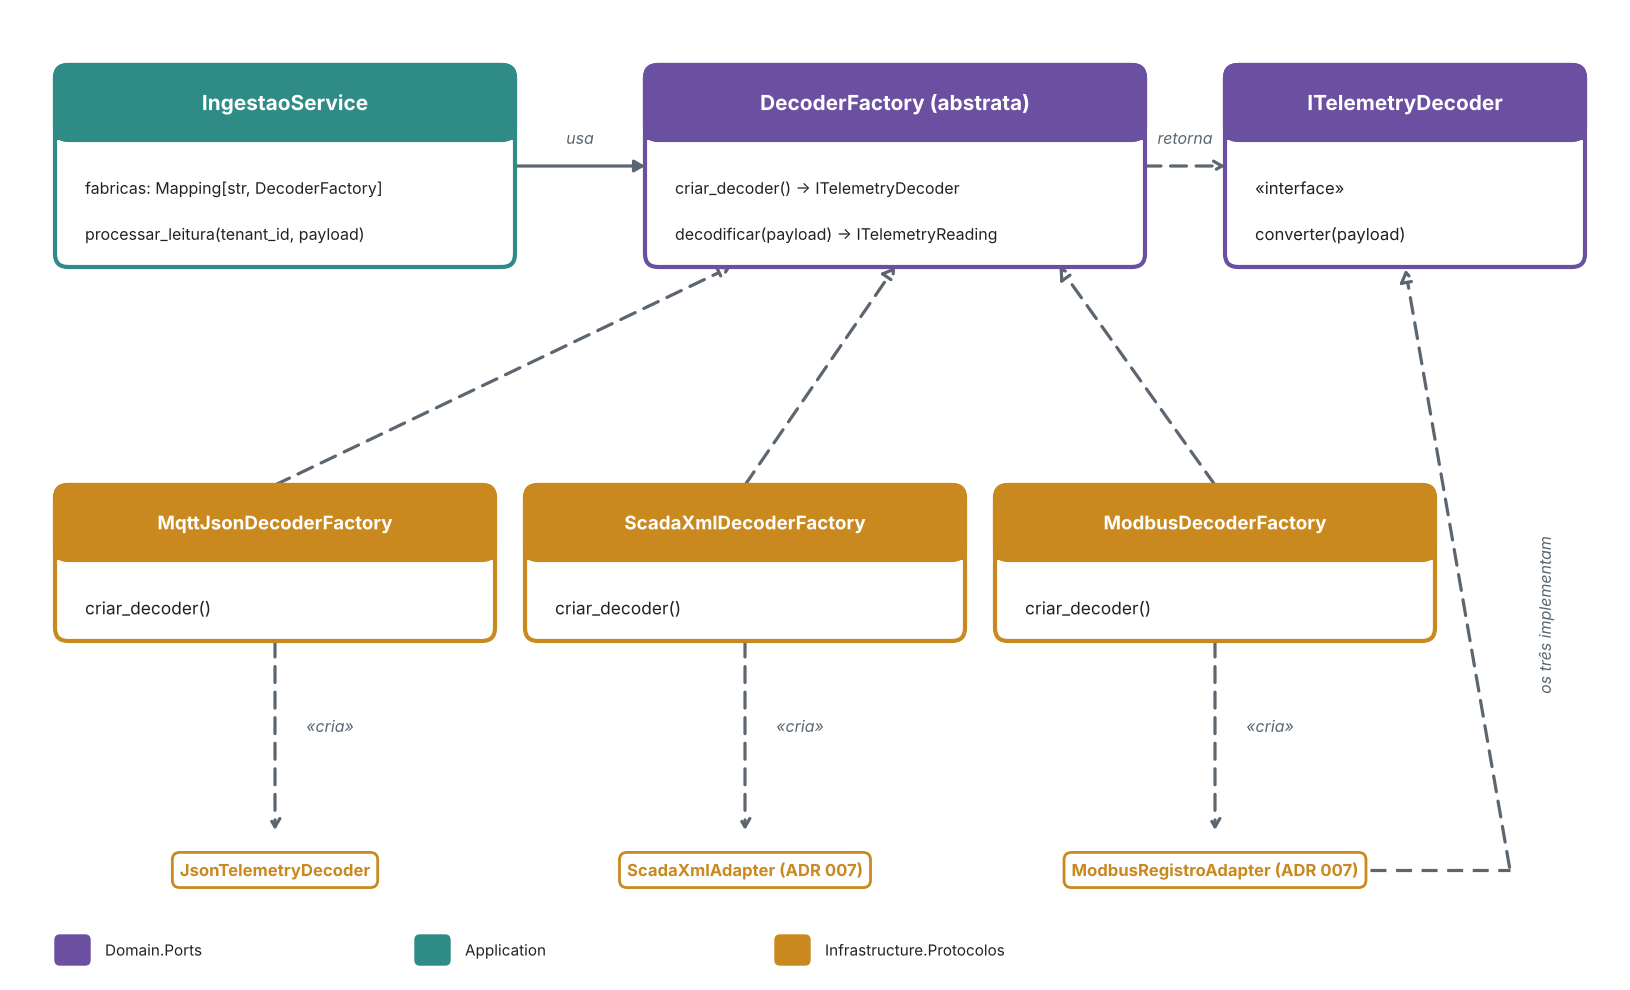 IngestaoService
fabricas: Mapping[str, DecoderFactory]
processar_leitura(tenant_id, payload)
usa
DecoderFactory (abstrata)
criar_decoder() → ITelemetryDecoder
decodificar(payload) → ITelemetryReading
retorna
ITelemetryDecoder
«interface»
converter(payload)
MqttJsonDecoderFactory
criar_decoder()
ScadaXmlDecoderFactory
criar_decoder()
ModbusDecoderFactory
criar_decoder()
os três implementam
«cria»
«cria»
«cria»
JsonTelemetryDecoder
ScadaXmlAdapter (ADR 007)
ModbusRegistroAdapter (ADR 007)
Domain.Ports
Application
Infrastructure.Protocolos